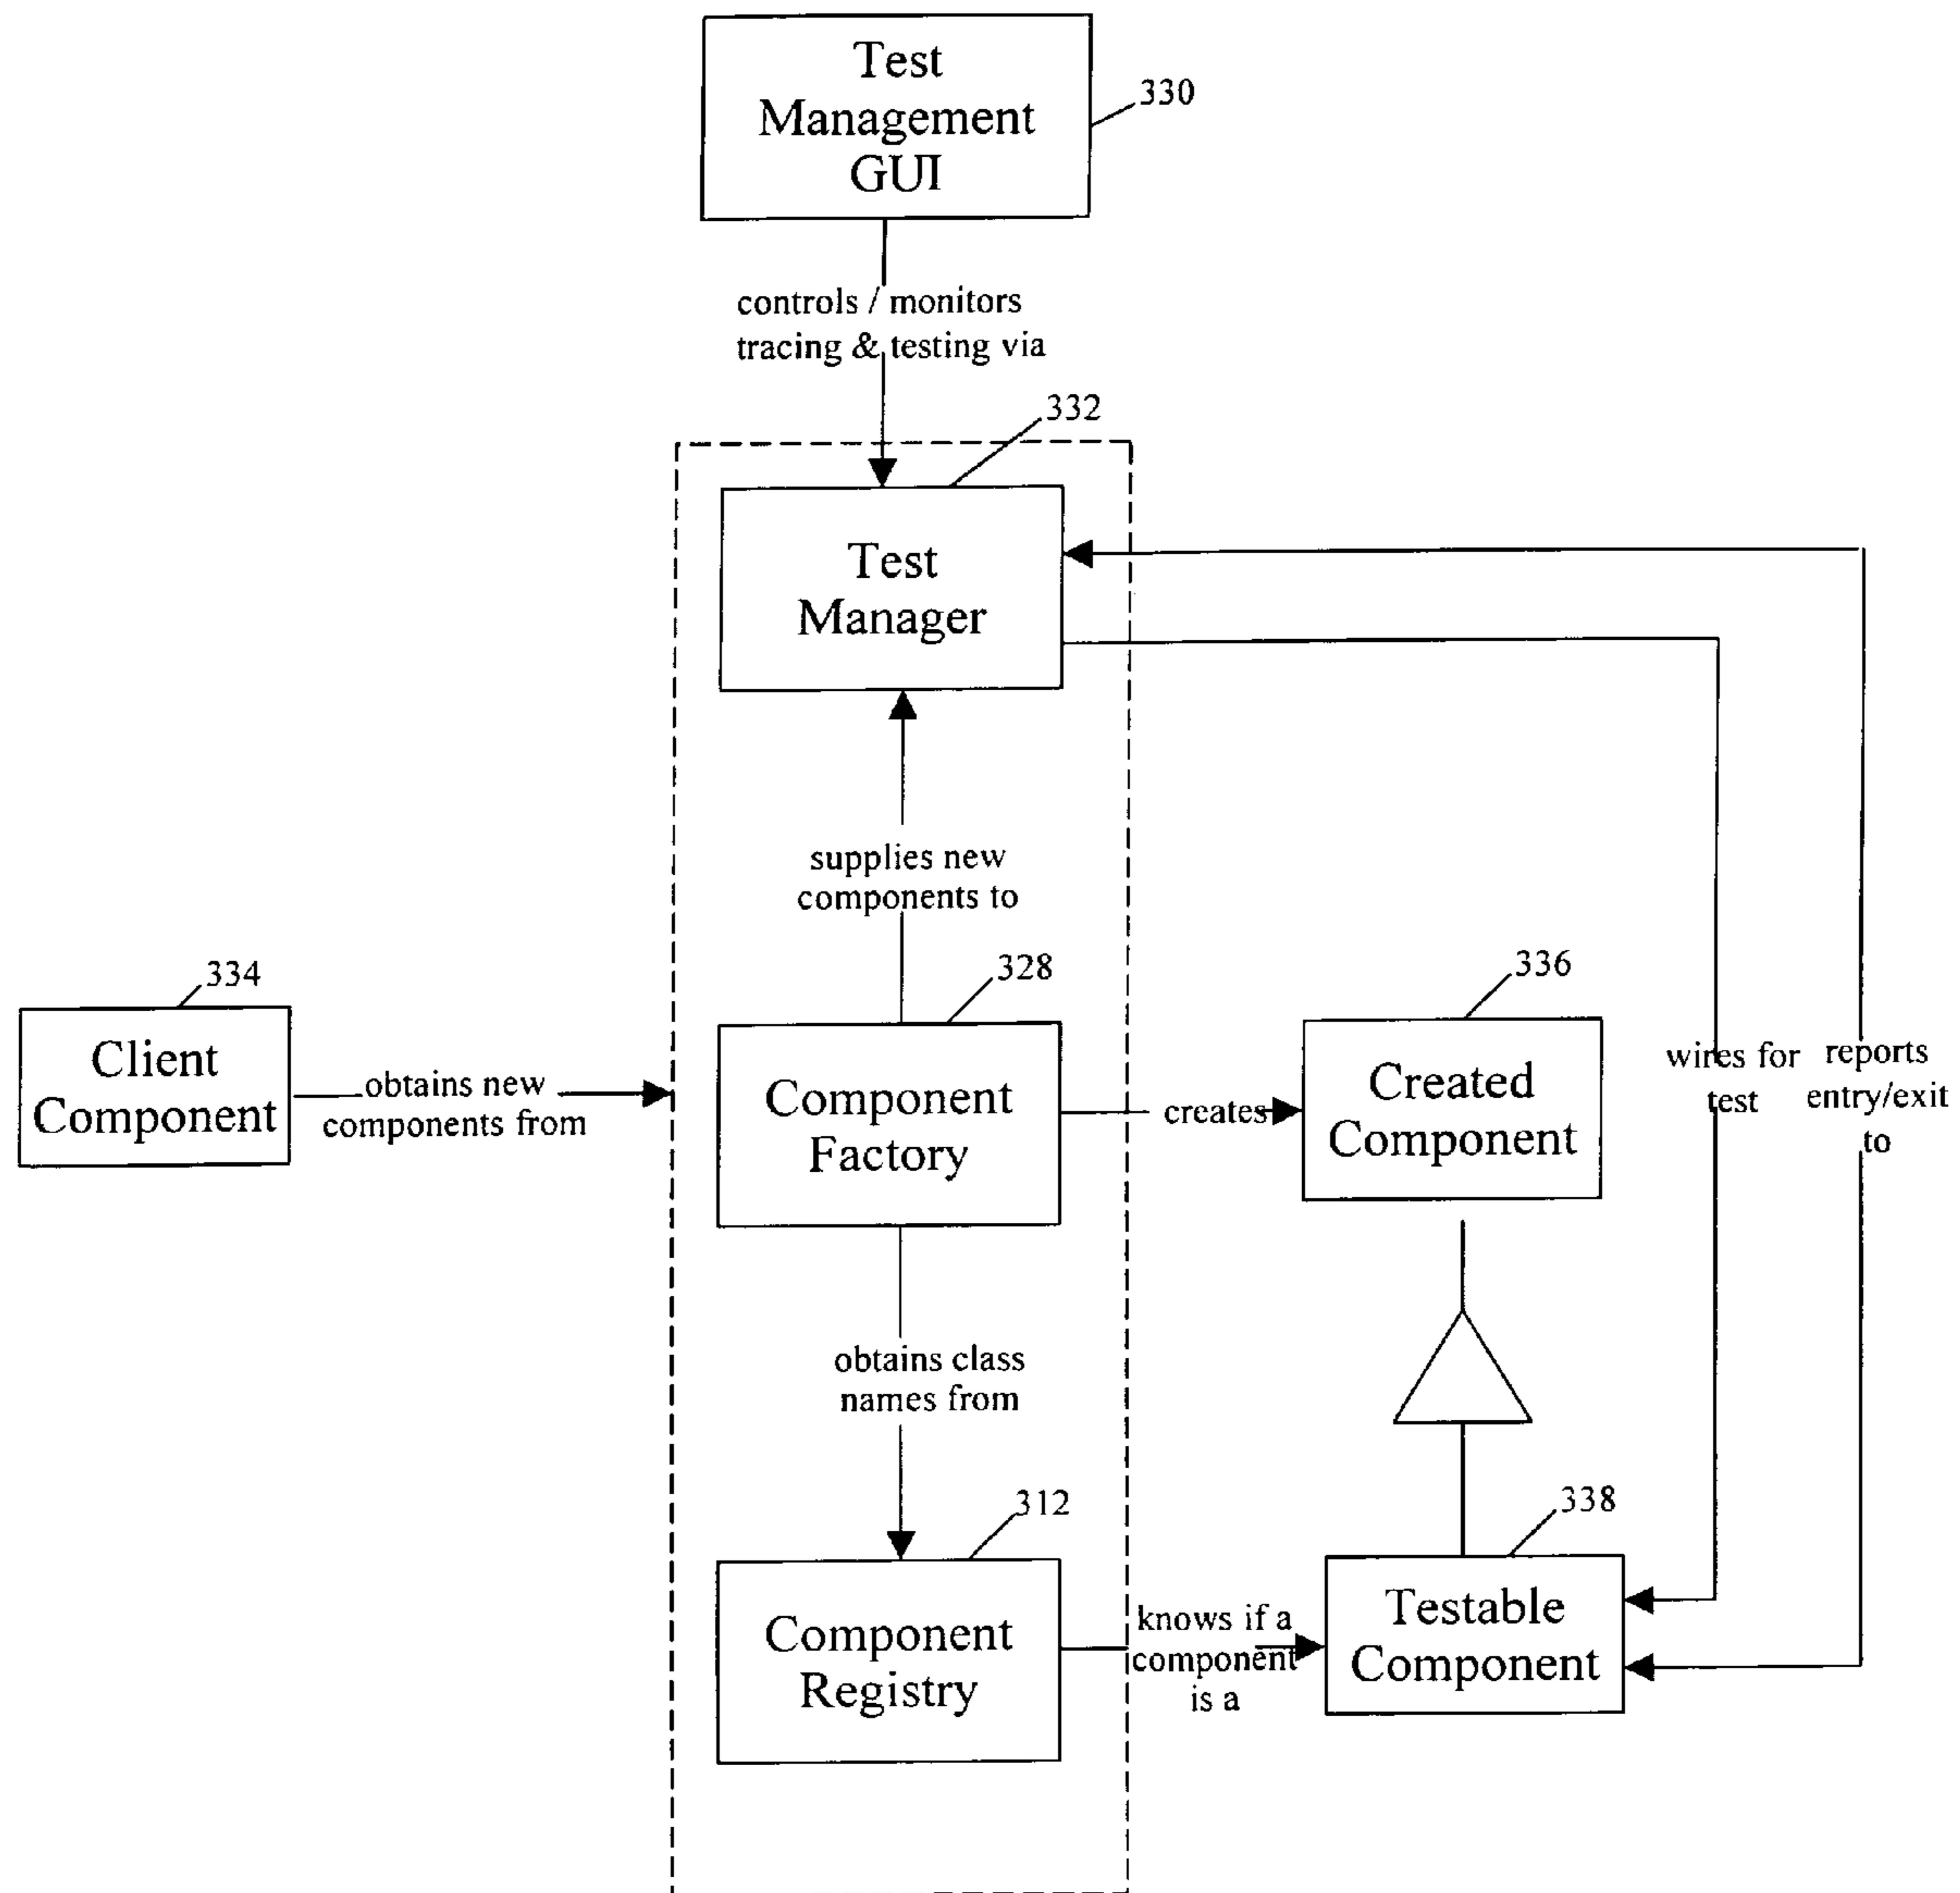 Test
Management
GUI
330
controls / monitors
tracing & testing via
332
Test
Manager
supplies new
components to
334
Client
Component
obtains new
components from
328
Component
Factory
creates
336
Created
Component
wires for
test
reports
entry/exit
to
obtains class
names from
312
Component
Registry
knows if a
component
is a
338
Testable
Component